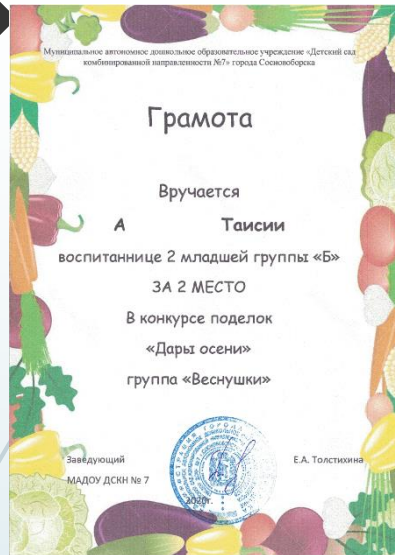 Муниципальное автономное дошкольное образовательное учреждение «Детский сад
комбинированной направленности №7» города Сосновоборска
Грамота
Вручается
А Таисии
воспитаннице 2 младшей группы «Б»
ЗА 2 МЕСТО
В конкурсе поделок
«Дары осени»
группа «Веснушки»
Заведующий Е.А. Толстихина
МАДОУ ДСКН № 7
2020г.